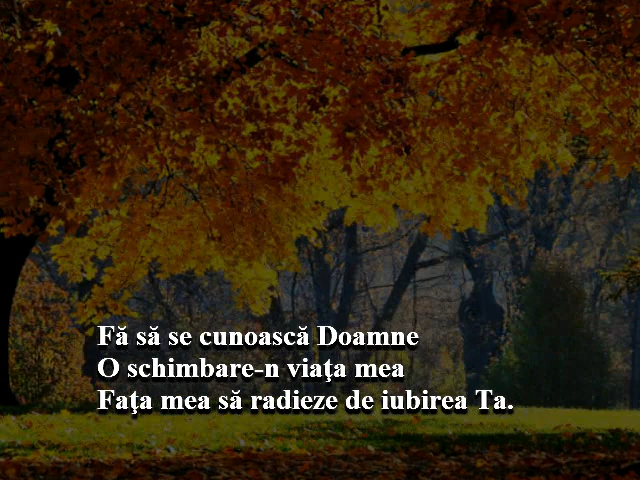 Fă să se cunoască Doamne
O schimbare-n viaţa mea
Faţa mea să radieze de iubirea Ta.